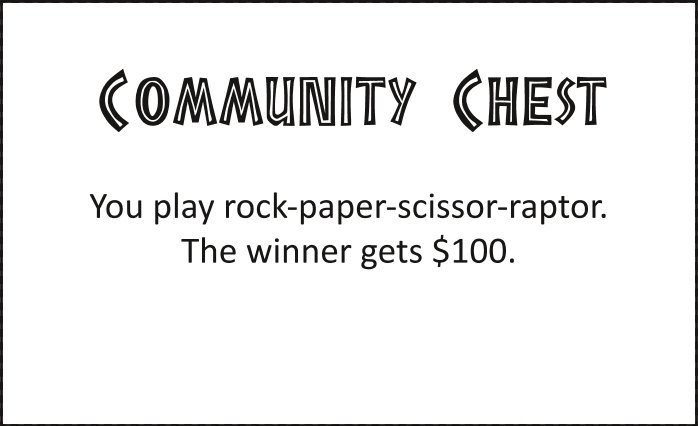 Community Chest
You play rock-paper-scissor-raptor.
The winner gets $100.